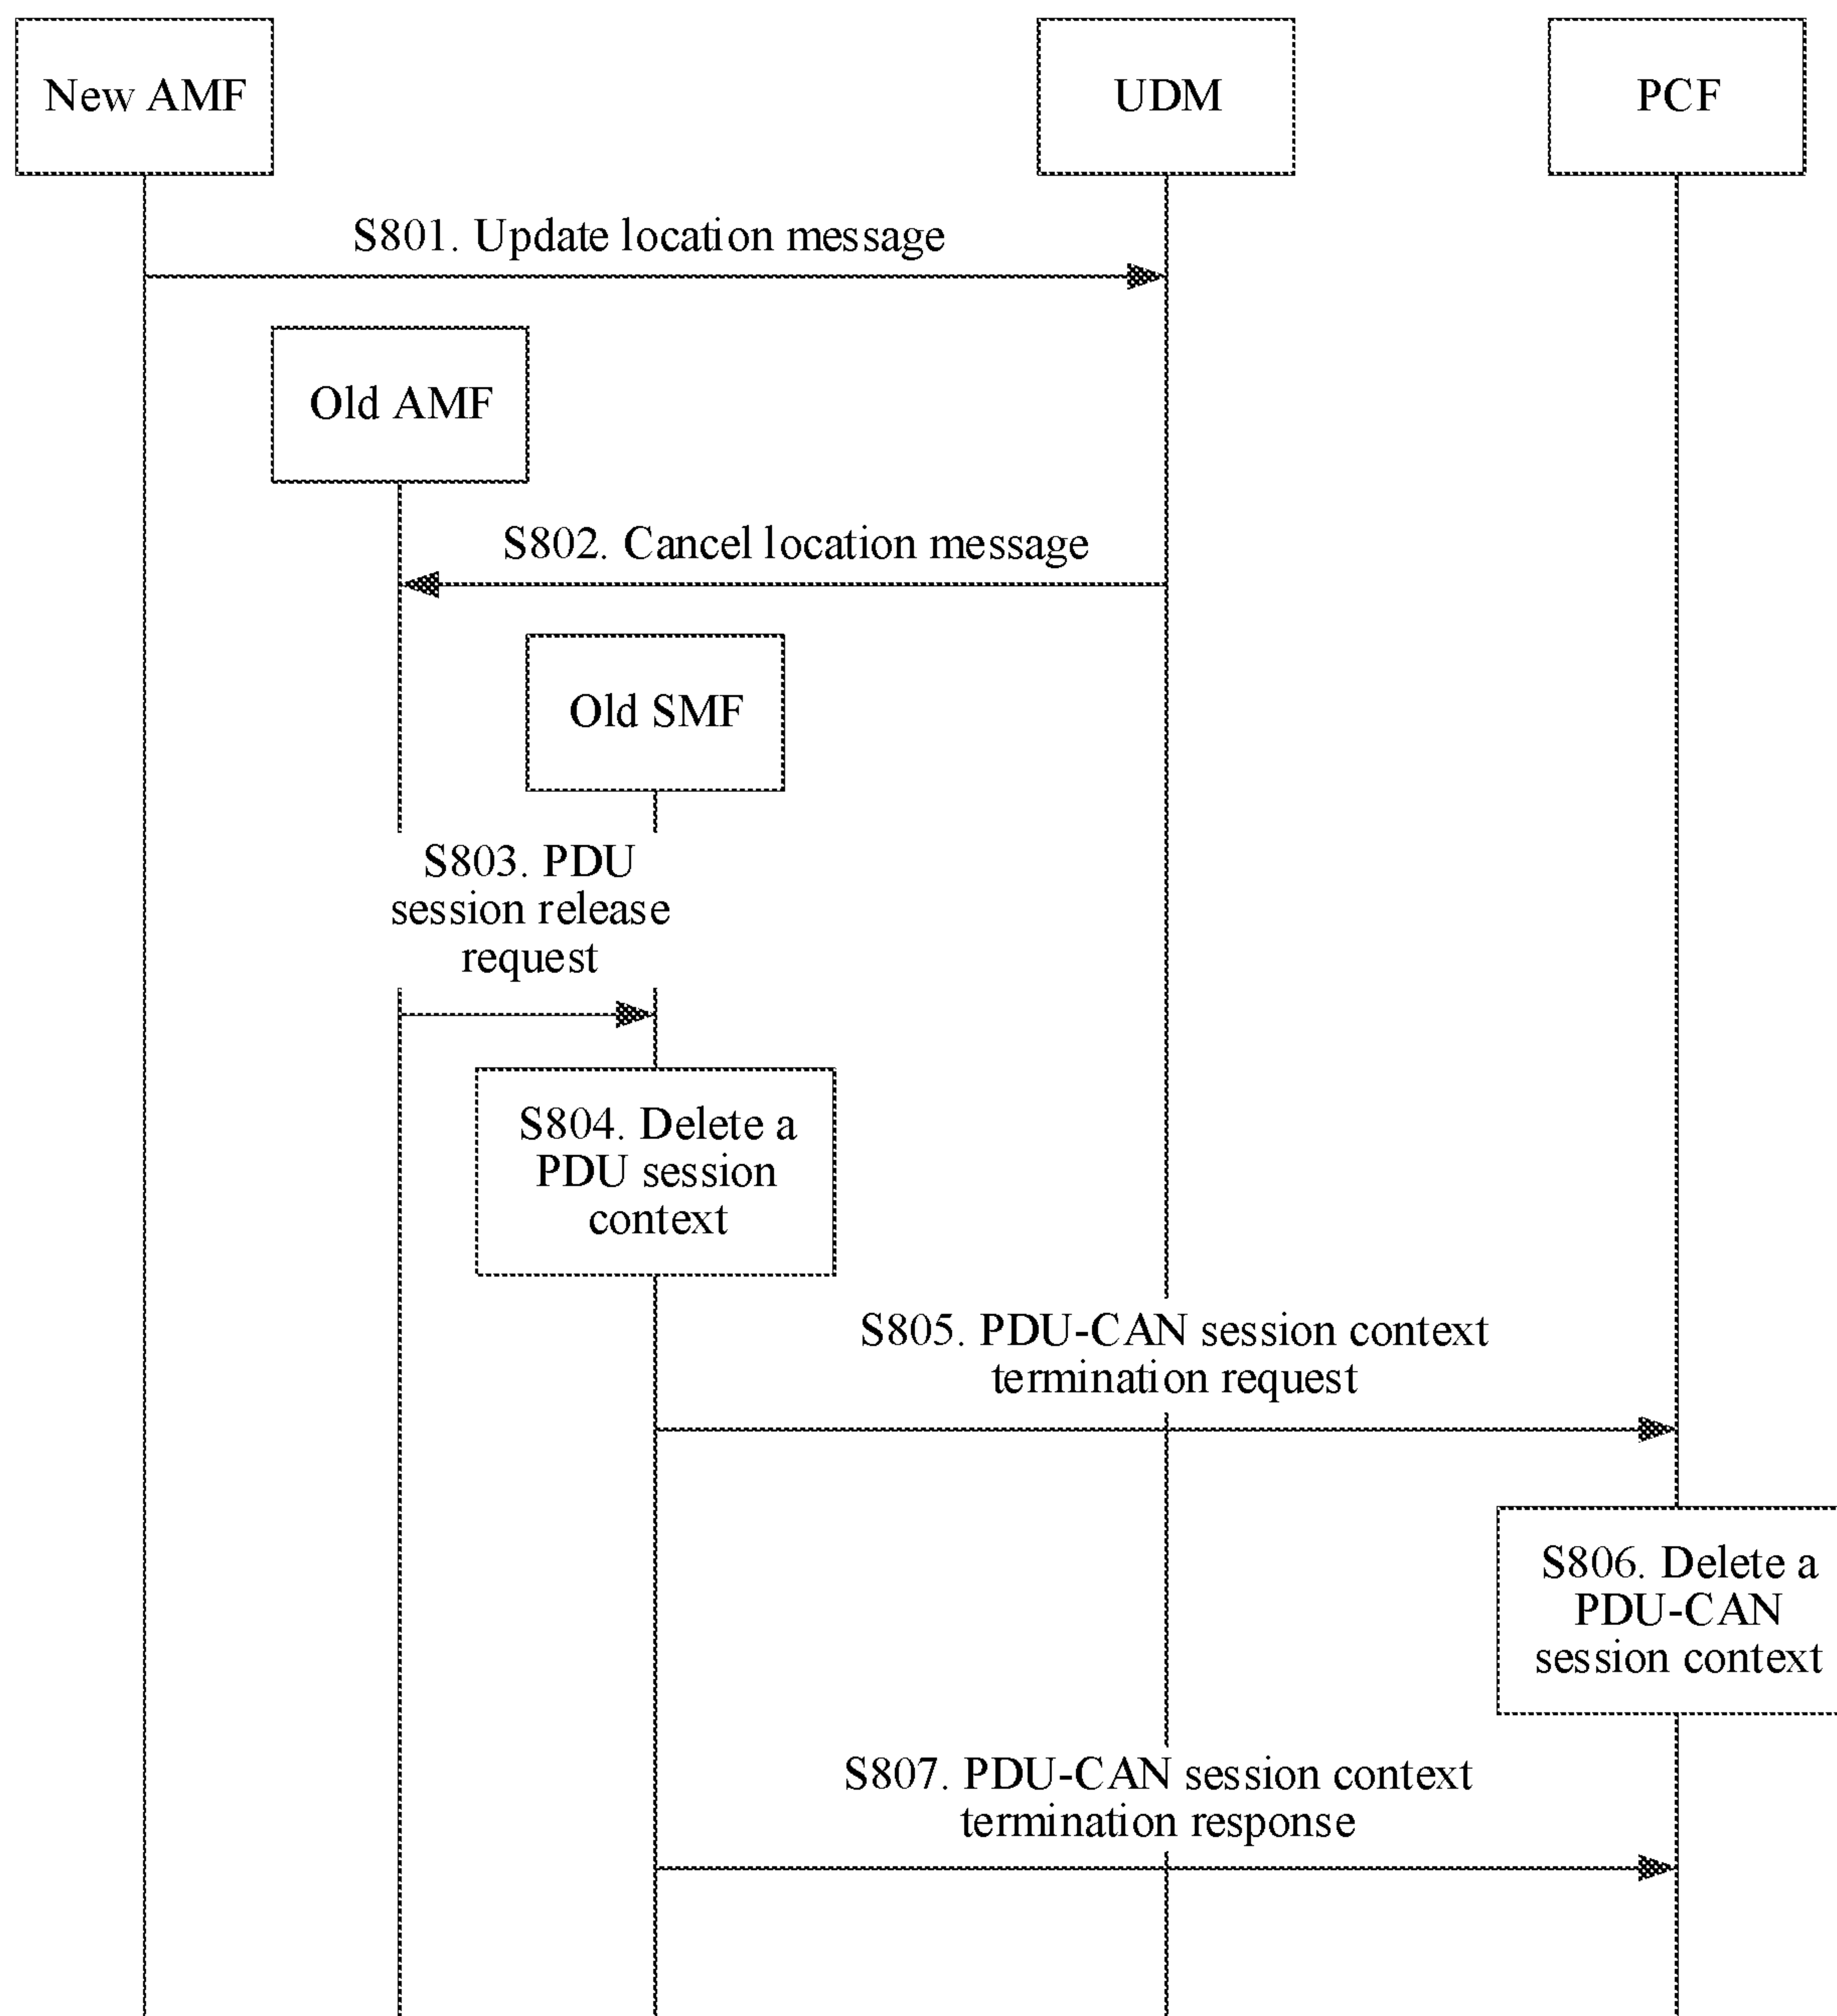 New AMF
UDM
PCF
S801. Update location message
Old AMF
S802. Cancel location message
Old SMF
S803. PDU
session release
request
S804. Delete a
PDU session
context
S805. PDU-CAN session context
termination request
S806. Delete a
PDU-CAN
session context
S807. PDU-CAN session context
termination response